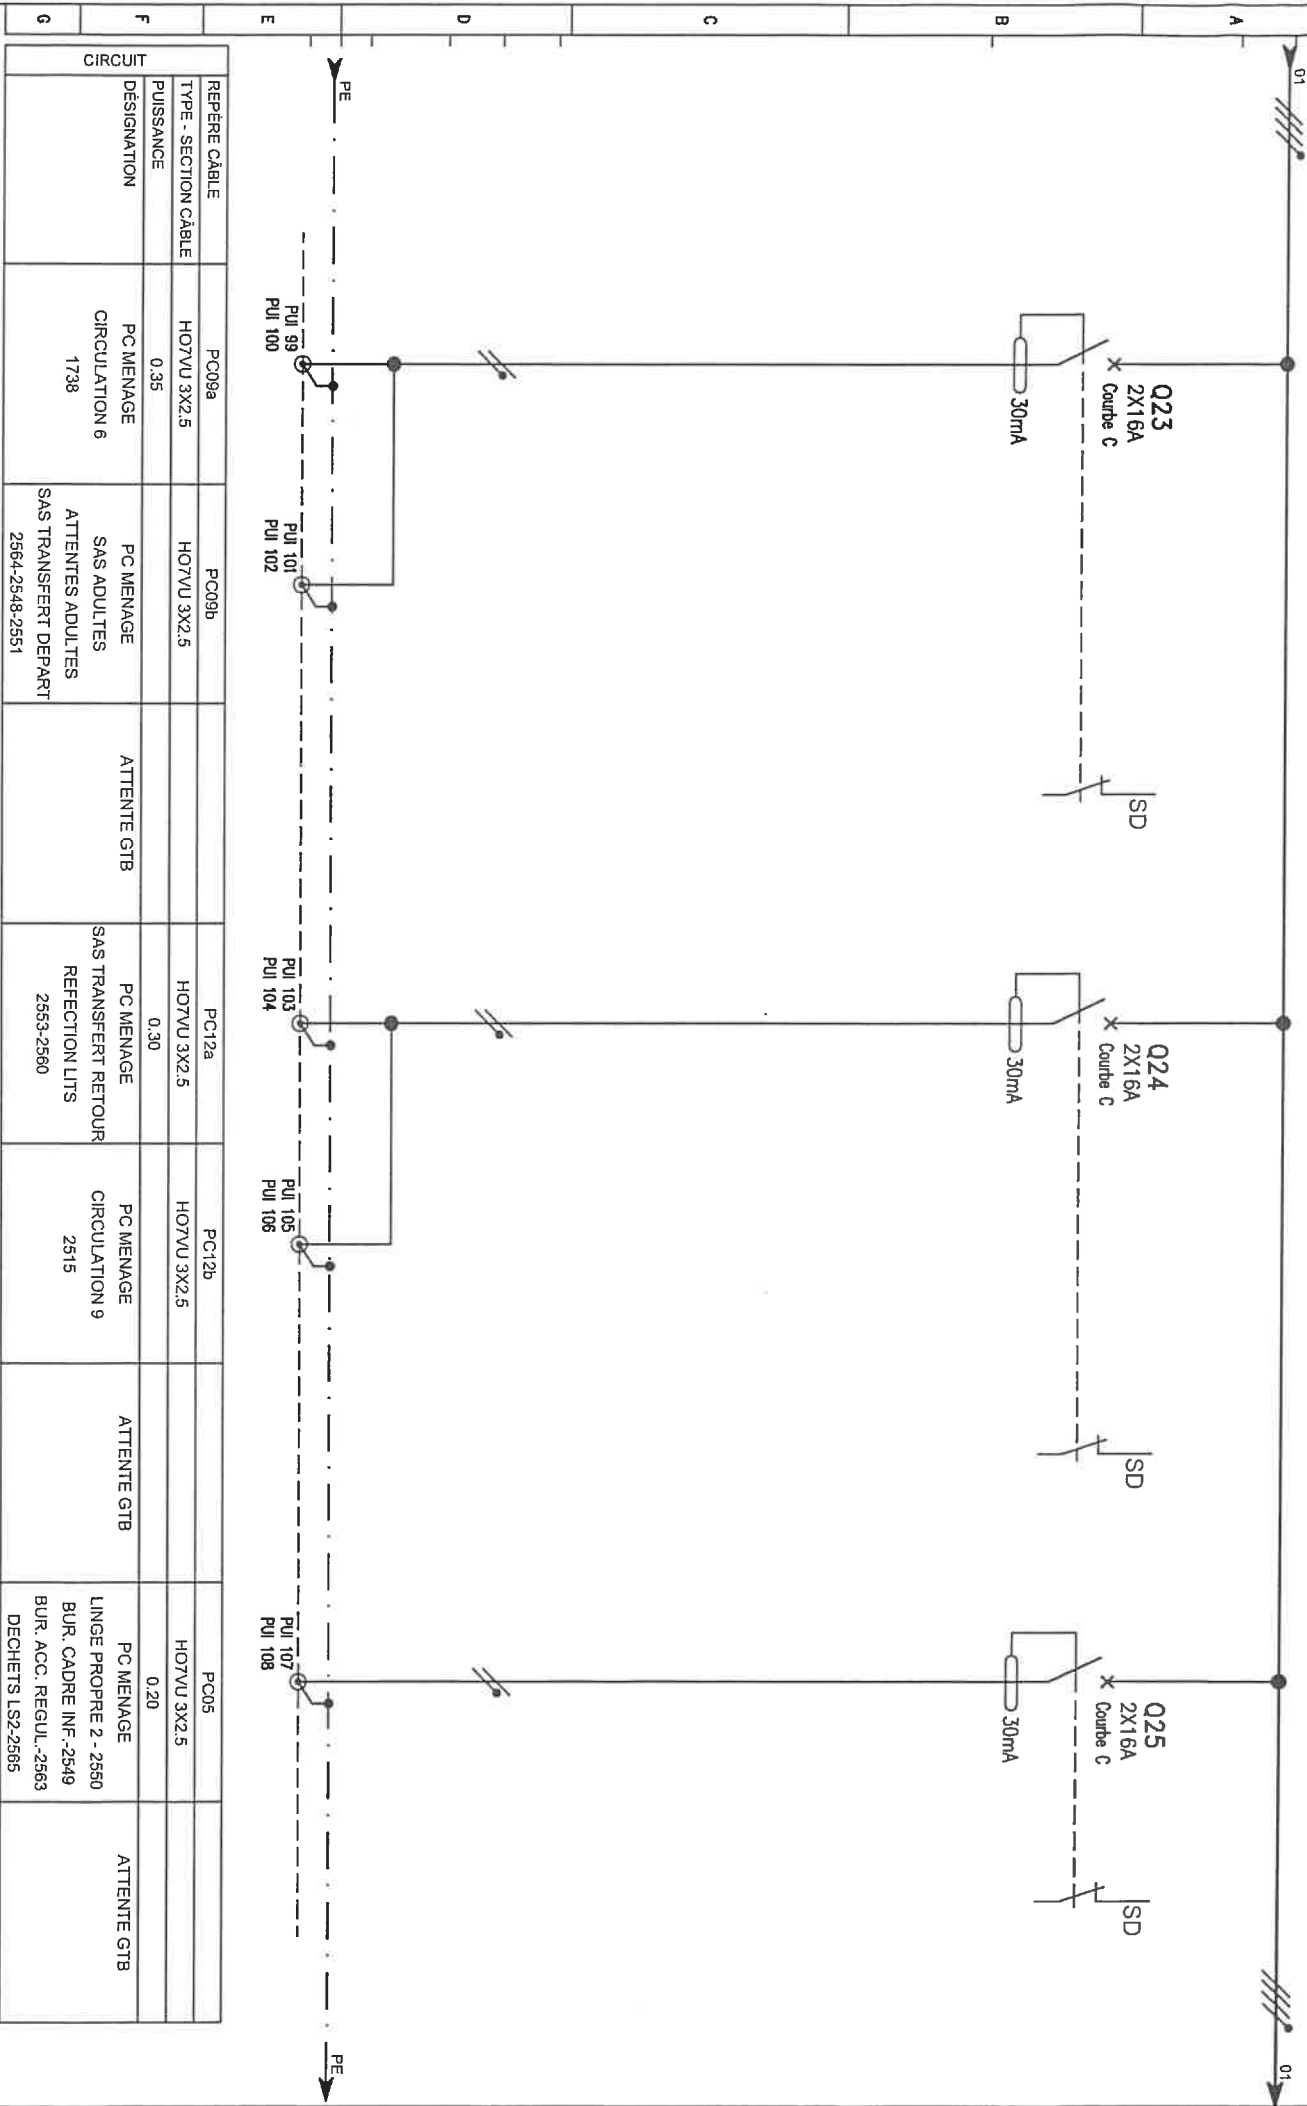 A
B
C
D
E
F
G
01
01
Q23
2X16A
Courbe C
30mA
SD
Q24
2X16A
Courbe C
30mA
SD
Q25
2X16A
Courbe C
30mA
SD
PE
PE
PUI 99
PUI 100
PUI 101
PUI 102
PUI 103
PUI 104
PUI 105
PUI 106
PUI 107
PUI 108
CIRCUIT
REPÈRE CÂBLE
PC09a
PC09b
PC12a
PC12b
PC05
TYPE - SECTION CÂBLE
HO7VU 3X2.5
HO7VU 3X2.5
HO7VU 3X2.5
HO7VU 3X2.5
HO7VU 3X2.5
PUISSANCE
0.35
0.30
0.20
DÉSIGNATION
PC MENAGE
CIRCULATION 6
1738
PC MENAGE
SAS ADULTES
ATTENTES ADULTES
SAS TRANSFERT DEPART
2564-2548-2551
ATTENTE GTB
PC MENAGE
SAS TRANSFERT RETOUR
REFECTION LITS
2553-2560
PC MENAGE
CIRCULATION 9
2515
ATTENTE GTB
PC MENAGE
LINGE PROPRE 2 - 2550
BUR. CADRE INF.-2549
BUR. ACC. REGUL.-2563
DECHETS LS2-2565
ATTENTE GTB